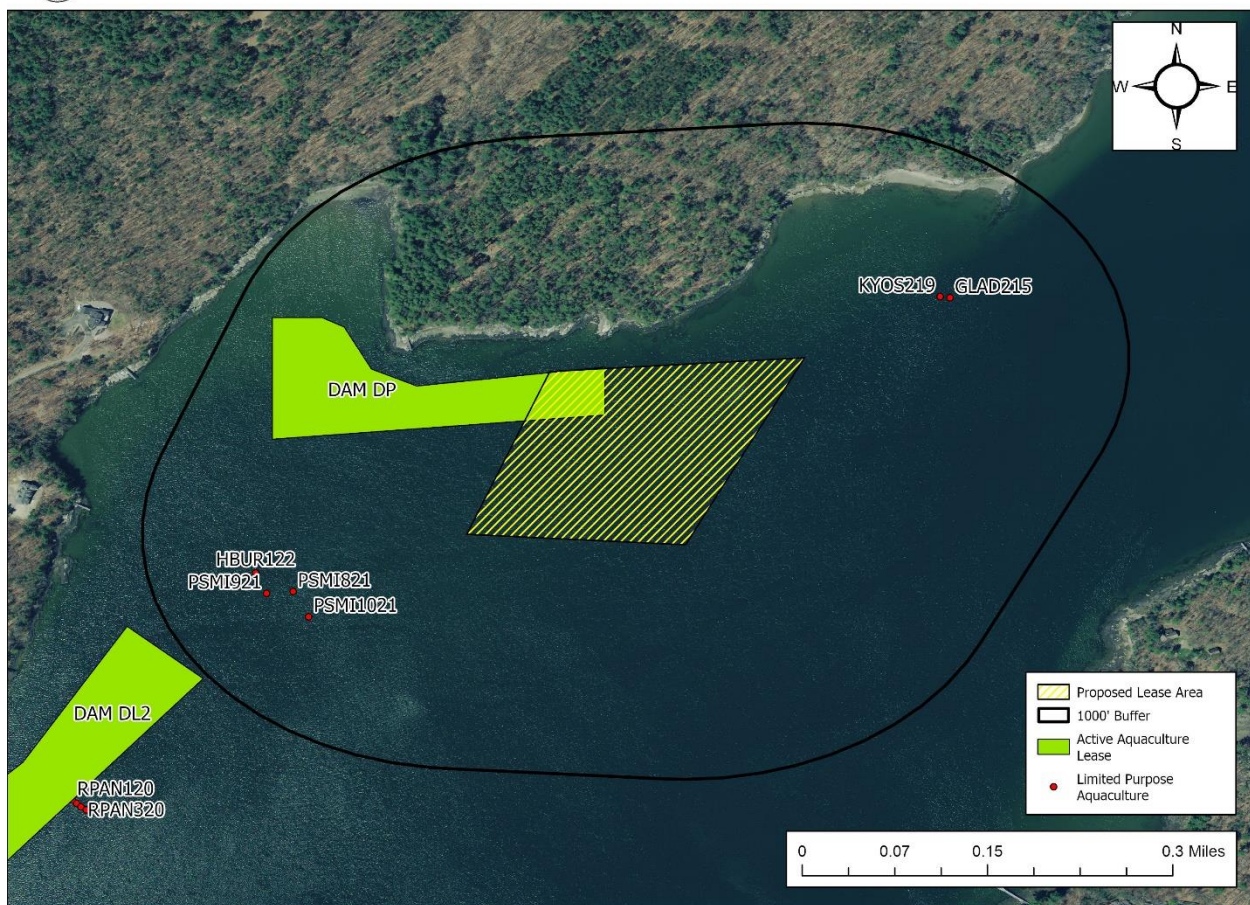 N
W E
S
KYOS219 GLAD215
DAM DP
HBUR122
PSMI921 PSMI821
PSMI1021
DAM DL2
RPAN120
RPAN320
Proposed Lease Area
1000' Buffer
Active Aquaculture
Lease
Limited Purpose
Aquaculture
0 0.07 0.15 0.3 Miles